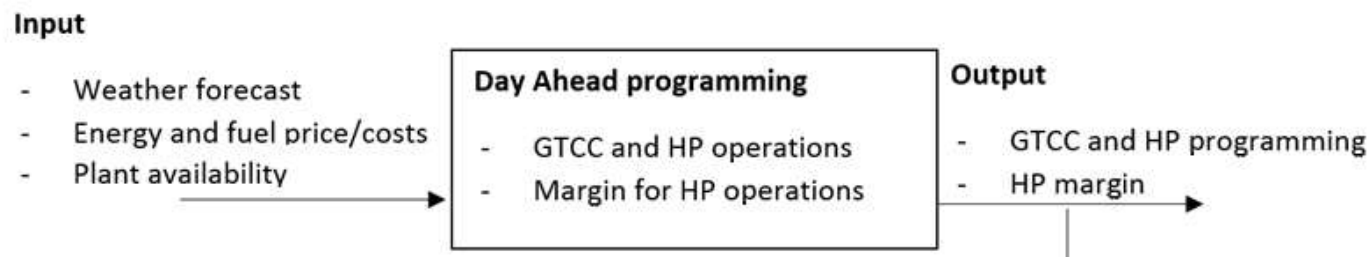 Input
- Weather forecast
- Energy and fuel price/costs
- Plant availability
Day Ahead programming
- GTCC and HP operations
- Margin for HP operations
Output
- GTCC and HP programming
- HP margin